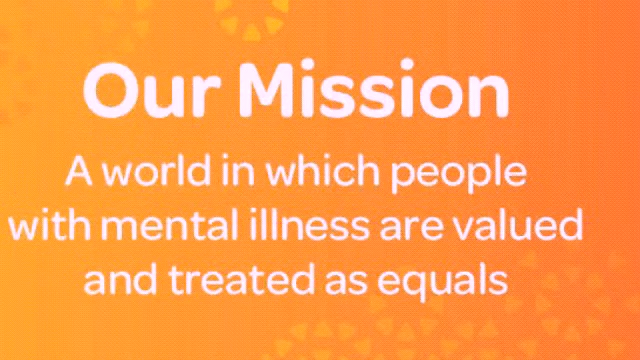 Our Mission
A world in which people
with mental illness are valued
and treated as equals